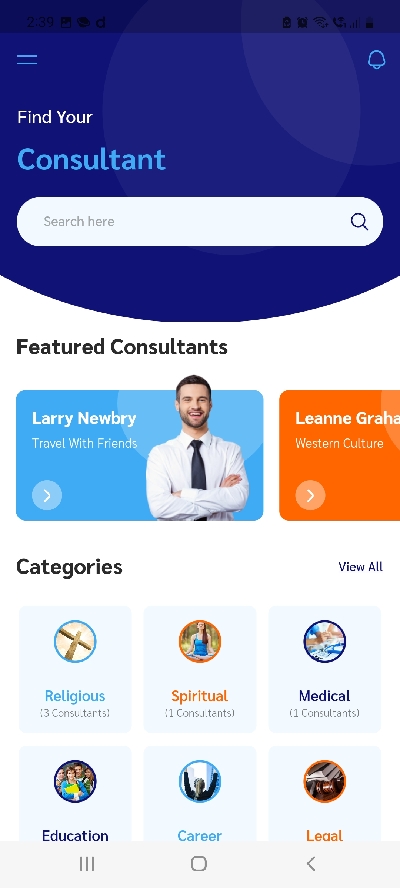 2:39
Find Your
Consultant
Search here
Featured Consultants
Larry Newbry
Travel With Friends
Leanne Graha
Western Culture
Categories
View All
Religious
(3 Consultants)
Spiritual
(1 Consultants)
Medical
(1 Consultants)
Education
Career
Legal